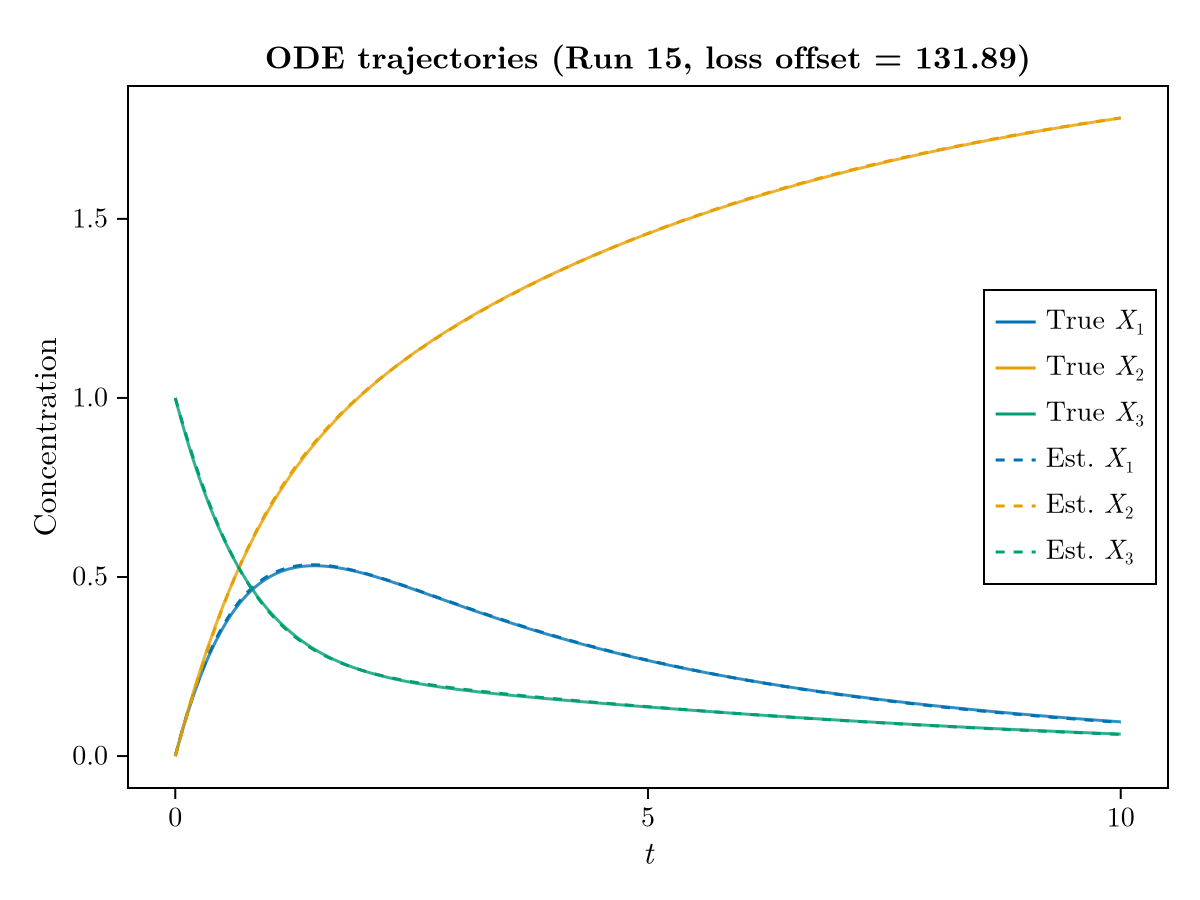 ODE trajectories (Run 15, loss offset = 131.89)
Concentration
1.5
1.0
0.5
0.0
0
5
10
t
True X₁
True X₂
True X₃
Est. X₁
Est. X₂
Est. X₃